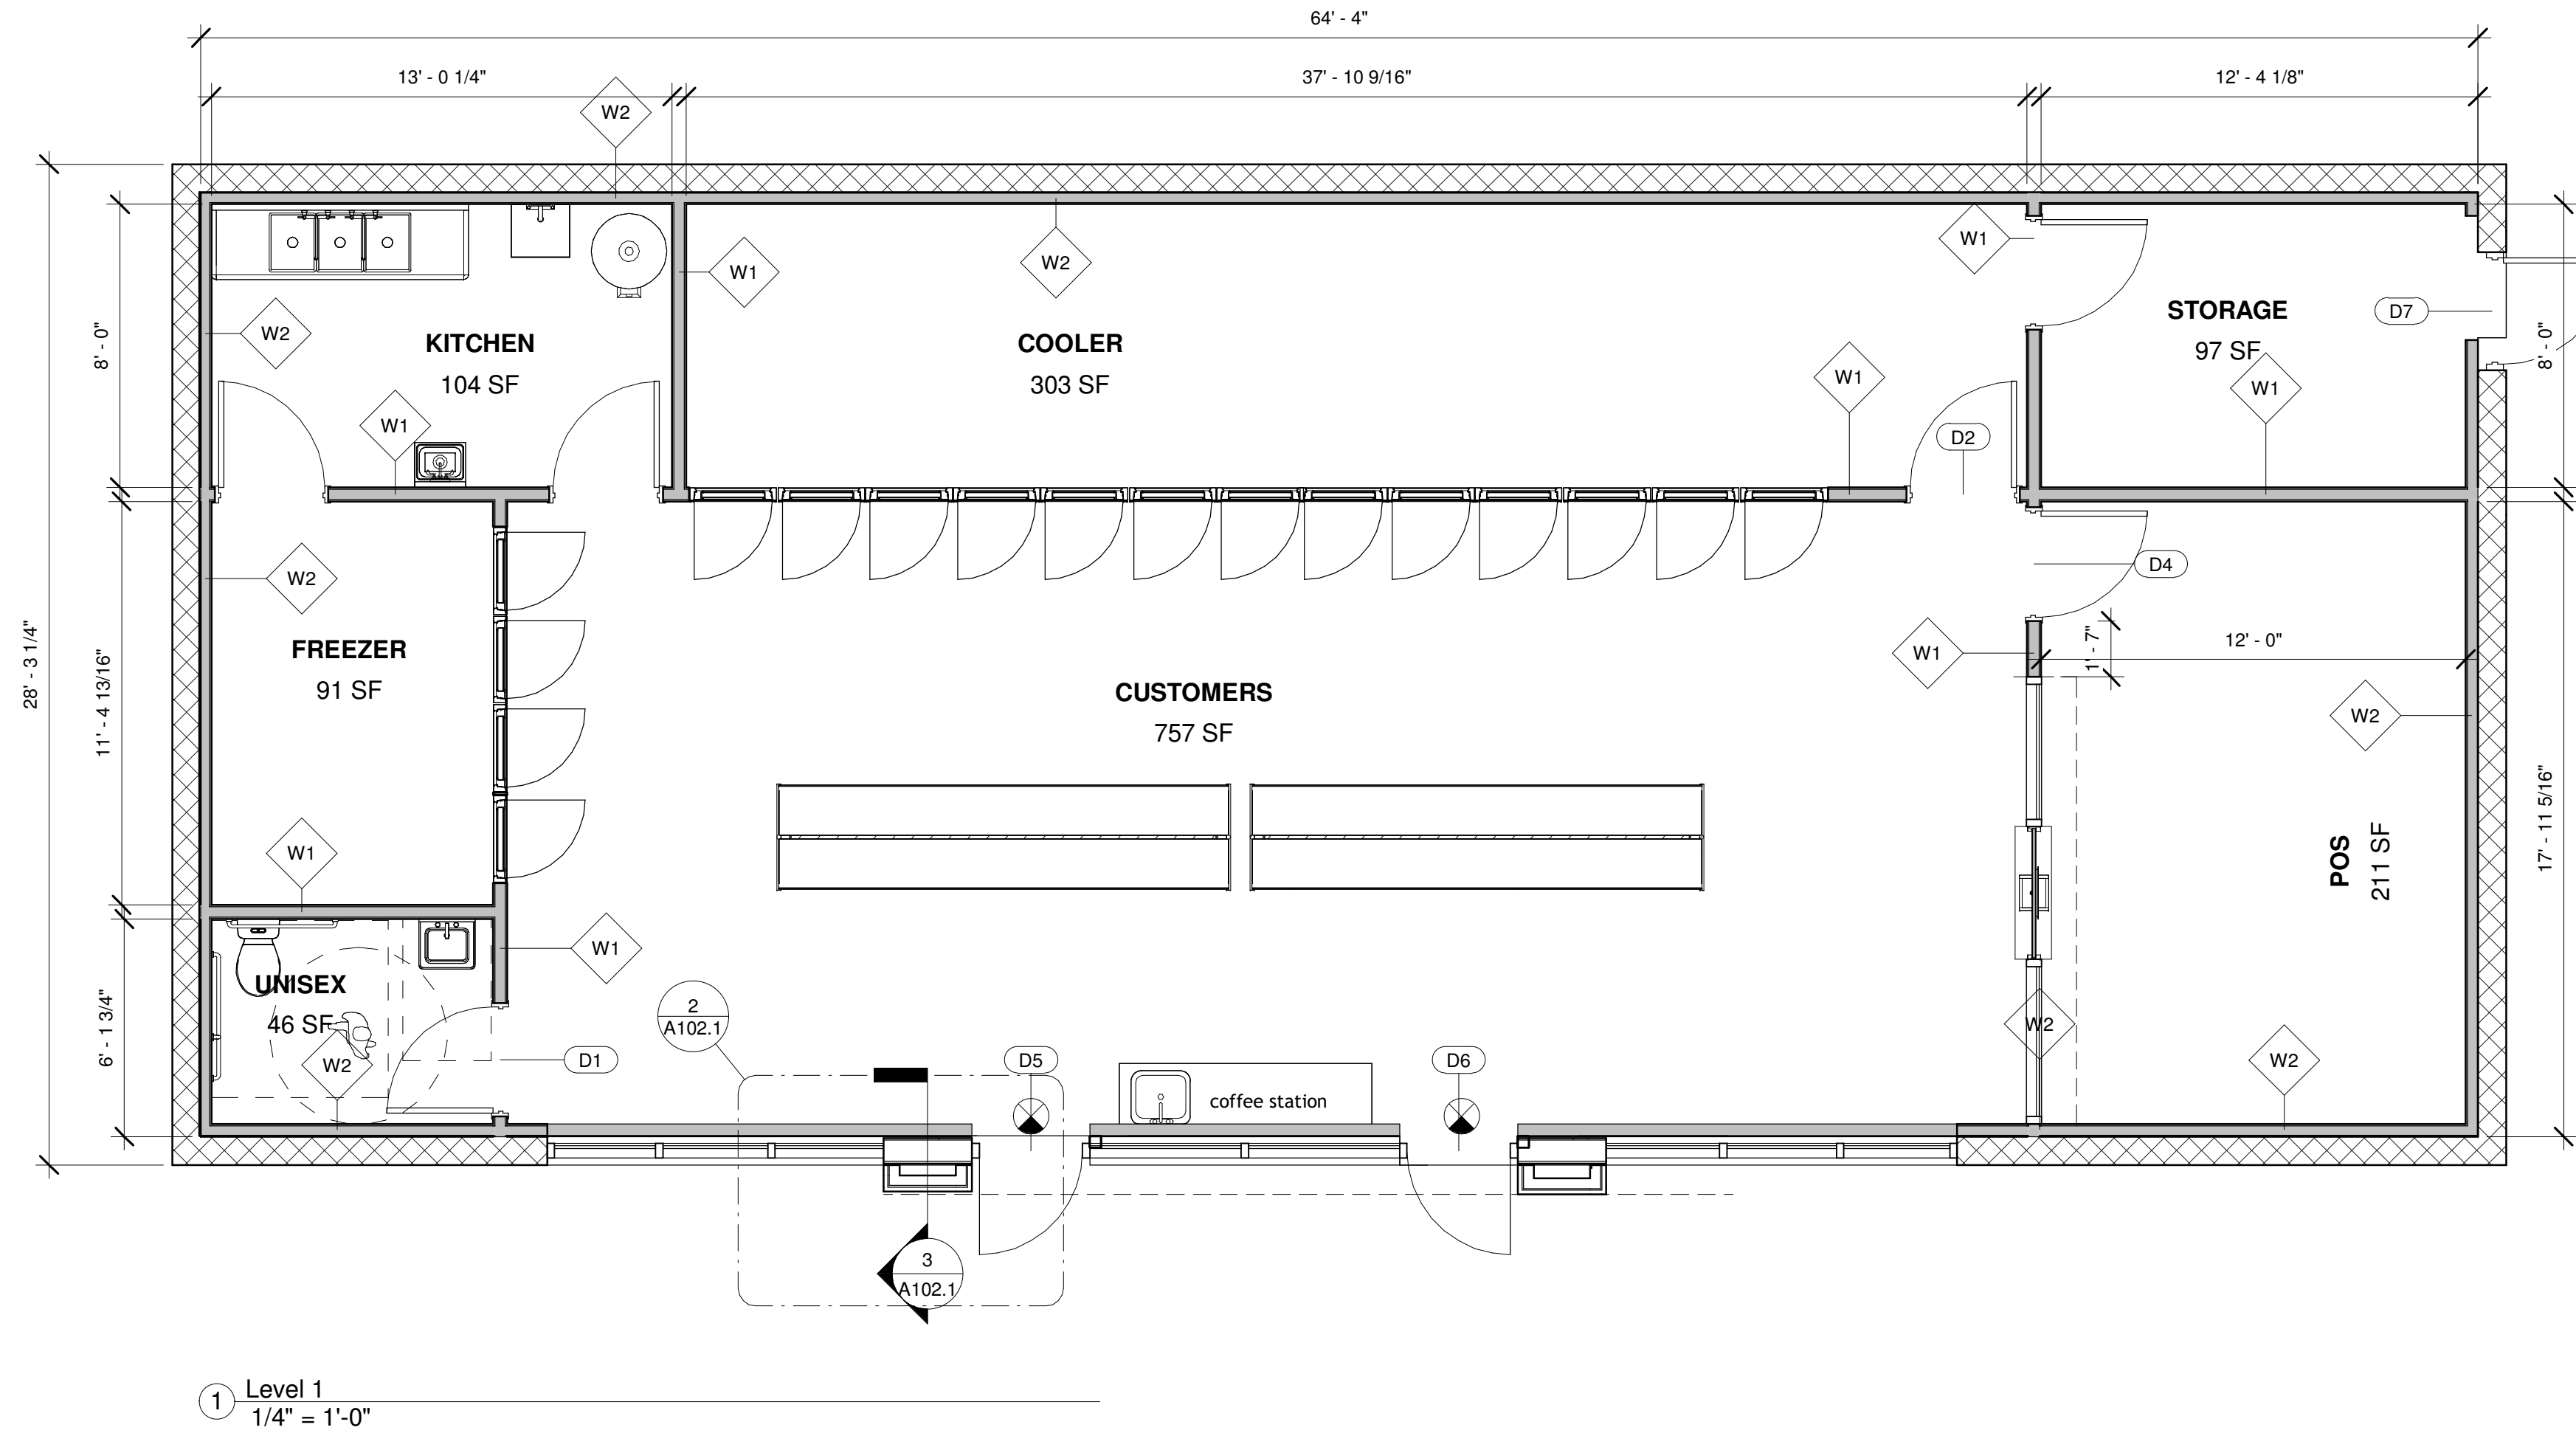 64' - 4"
13' - 0 1/4"
37' - 10 9/16"
12' - 4 1/8"
W2
W1
W2
W1
STORAGE
D7
97 SF
8' - 0"
W2
KITCHEN
104 SF
COOLER
303 SF
8' - 0"
W1
W1
W1
D2
W2
D4
28' - 3 1/4"
11' - 4 13/16"
FREEZER
91 SF
W1
1' - 7"
12' - 0"
CUSTOMERS
757 SF
W2
POS
211 SF
17' - 11 5/16"
W1
W1
UNISEX
46 SF
W2
6' - 1 3/4"
D1
2
A102.1
D5
coffee station
D6
W2
W2
3
A102.1
1
Level 1
1/4" = 1'-0"